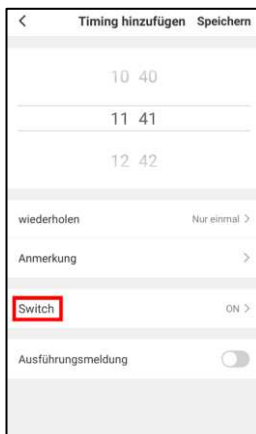 < Timing hinzufügen Speichern
10 40
11 41
12 42
wiederholen Nur einmal >
Anmerkung >
Switch ON >
Ausführungsmeldung